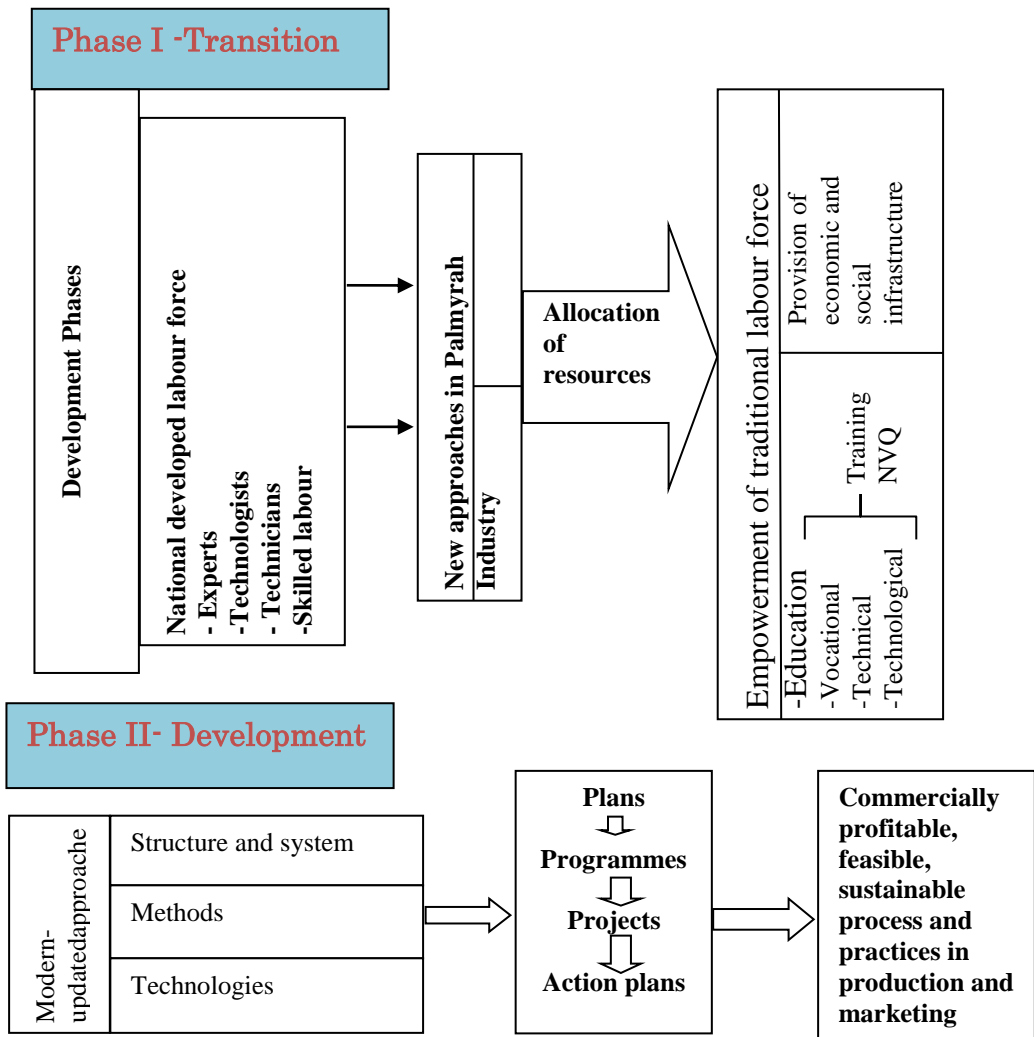 Phase I -Transition
Development Phases
National developed labour force
- Experts
-Technologists
- Technicians
-Skilled labour
New approaches in Palmyrah
Industry
Allocation
of
resources
Empowerment of traditional labour force
-Education
-Vocational
-Technical
-Technological
Training
NVQ
Provision of
economic and
social
infrastructure
Phase II- Development
Modern-
updatedapproache
Structure and system
Methods
Technologies
Plans
Programmes
Projects
Action plans
Commercially
profitable,
feasible,
sustainable
process and
practices in
production and
marketing